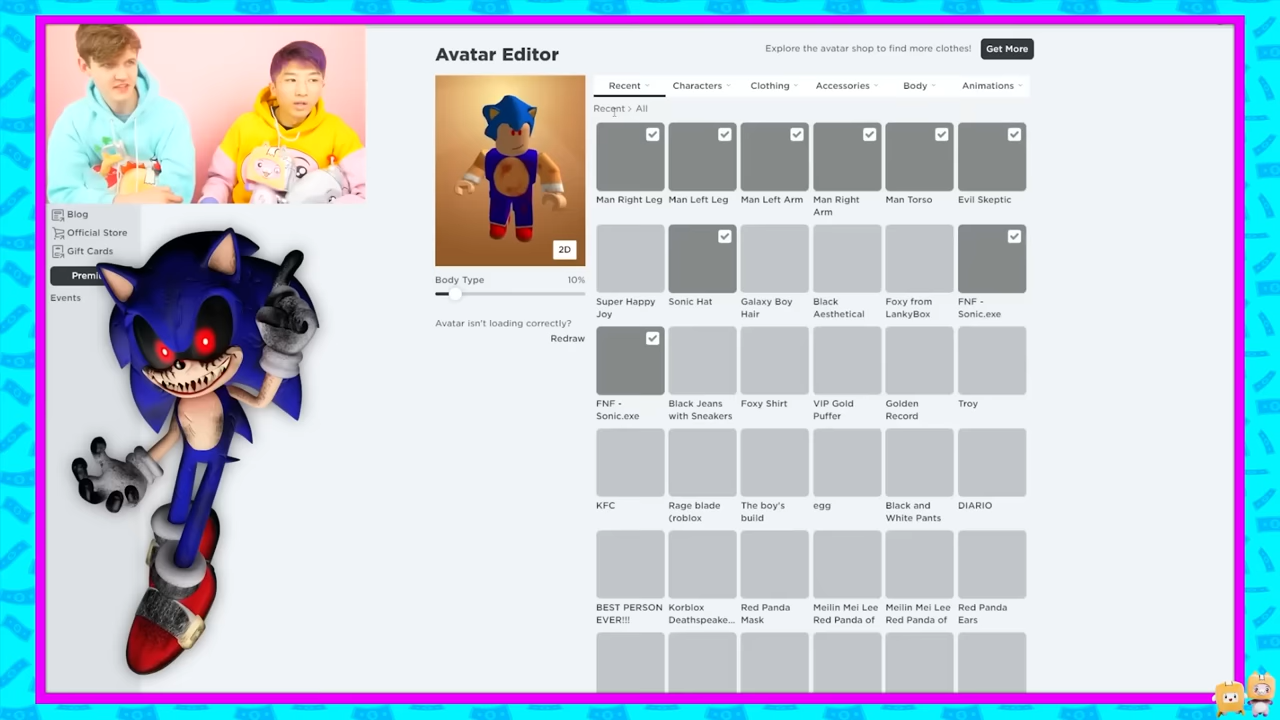 Avatar Editor
Explore the avatar shop to find more clothes!
Get More
Recent
Characters
Clothing
Accessories
Body
Animations
Recent > All
Man Right Leg
Man Left Leg
Man Left Arm
Man Right
Arm
Man Torso
Evil Skeptic
2D
Body Type
10%
Avatar isn't loading correctly?
Redraw
Blog
Official Store
Gift Cards
Events
Super Happy
Joy
Sonic Hat
Galaxy Boy
Hair
Black
Aesthetical
Foxy from
LankyBox
FNF -
Sonic.exe
FNF -
Sonic.exe
Black Jeans
with Sneakers
Foxy Shirt
VIP Gold
Puffer
Golden
Record
Troy
KFC
Rage blade
(roblox
The boy's
build
egg
Black and
White Pants
DIARIO
BEST PERSON
EVER!!!
Korblox
Deathspeake...
Red Panda
Mask
Meilin Mei Lee
Red Panda of
Meilin Mei Lee
Red Panda of
Red Panda
Ears